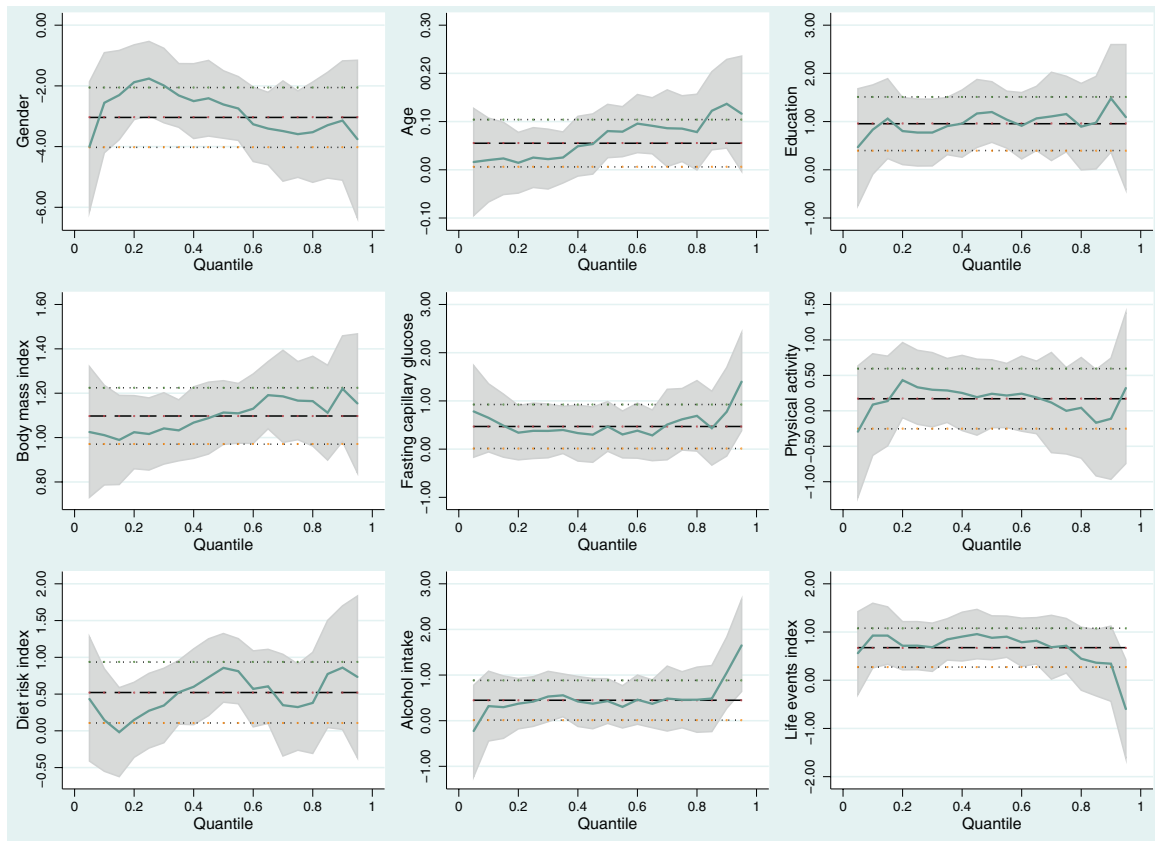 Gender
0.00
−2.00
−4.00
−6.00
0 0.2 0.4 0.6 0.8 1
Quantile
Age
0.30
0.20
0.10
0.00
−0.10
0 0.2 0.4 0.6 0.8 1
Quantile
Education
3.00
2.00
1.00
0.00
−1.00
0 0.2 0.4 0.6 0.8 1
Quantile
Body mass index
1.60
1.40
1.20
1.00
0.80
0 0.2 0.4 0.6 0.8 1
Quantile
Fasting capillary glucose
3.00
2.00
1.00
0.00
−1.00
0 0.2 0.4 0.6 0.8 1
Quantile
Physical activity
1.50
1.00
0.50
0.00
−0.50
−1.00
0 0.2 0.4 0.6 0.8 1
Quantile
Diet risk index
2.00
1.50
1.00
0.50
0.00
−0.50
0 0.2 0.4 0.6 0.8 1
Quantile
Alcohol intake
3.00
2.00
1.00
0.00
−1.00
0 0.2 0.4 0.6 0.8 1
Quantile
Life events index
2.00
1.00
0.00
−1.00
−2.00
0 0.2 0.4 0.6 0.8 1
Quantile